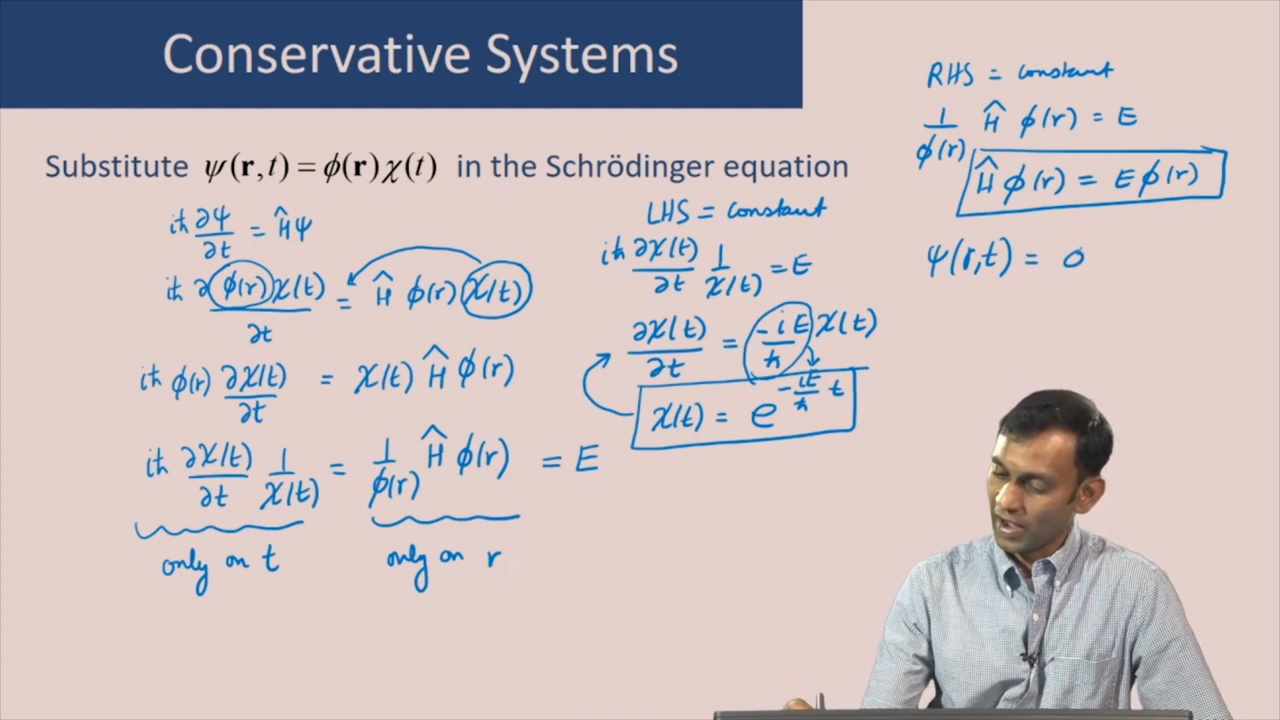 Conservative Systems
Substitute ψ(r,t) = ϕ(r)χ(t) in the Schrödinger equation
iħ ∂Ψ/∂t = ĤΨ
iħ ∂ϕ(r)χ(t)/∂t = Ĥ ϕ(r) χ(t)
iħ ϕ(r) ∂χ(t)/∂t = χ(t) Ĥ ϕ(r)
iħ ∂χ(t)/∂t 1/χ(t) = 1/ϕ(r) Ĥ ϕ(r) = E
only on t only on r
LHS = constant
iħ ∂χ(t)/∂t 1/χ(t) = E
∂χ(t)/∂t = -iE/ħ χ(t)
χ(t) = e^(-iE/ħ t)
RHS = constant
1/ϕ(r) Ĥ ϕ(r) = E
Ĥ ϕ(r) = E ϕ(r)
ψ(r,t) =